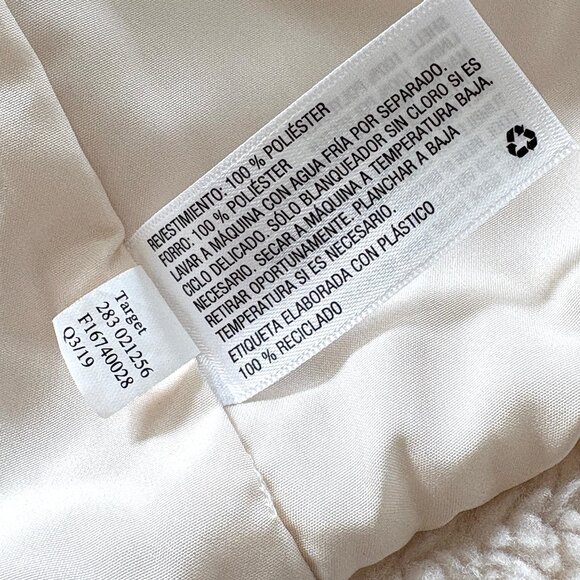 REVESTIMIENTO: 100 % POLIÉSTER
FORRO: 100 % POLIÉSTER
LAVAR A MÁQUINA CON AGUA FRÍA POR SEPARADO.
CICLO DELICADO. SÓLO BLANQUEADOR SIN CLORO SI ES
NECESARIO. SECAR A MÁQUINA A TEMPERATURA BAJA.
RETIRAR OPORTUNAMENTE. PLANCHAR A BAJA
TEMPERATURA SI ES NECESARIO.
ETIQUETA ELABORADA CON PLÁSTICO
100 % RECICLADO
Target
283 021256
F16740028
Q3/19